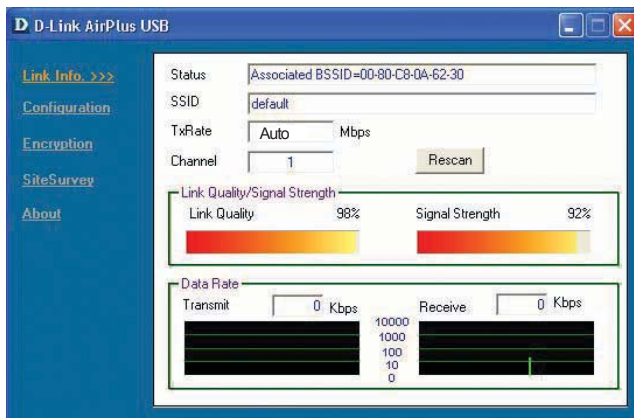 D D-Link AirPlus USB
Link Info. >>>
Configuration
Encryption
SiteSurvey
About
Status Associated BSSID=00-80-C8-0A-62-30
SSID default
TxRate Auto Mbps
Channel 1 Rescan
Link Quality/Signal Strength
Link Quality 98% Signal Strength 92%
Data Rate
Transmit 0 Kbps Receive 0 Kbps
10000
1000
100
10
0